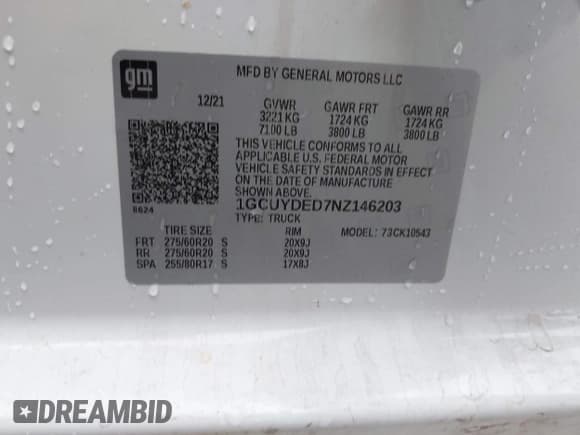 gm
MFD BY GENERAL MOTORS LLC
12/21 GVWR GAWR FRT GAWR RR
3221 KG 1724 KG 1724 KG
7100 LB 3800 LB 3800 LB
THIS VEHICLE CONFORMS TO ALL
APPLICABLE U.S. FEDERAL MOTOR
VEHICLE SAFETY STANDARDS IN EFFECT
ON THE DATE OF MANUFACTURE
8624 1GCUYDED7NZ146203
TYPE: TRUCK
TIRE SIZE RIM MODEL: 73CK10543
FRT 275/60R20 S 20X9J
RR 275/60R20 S 20X9J
SPA 255/80R17 S 17X8J
DREAMBID